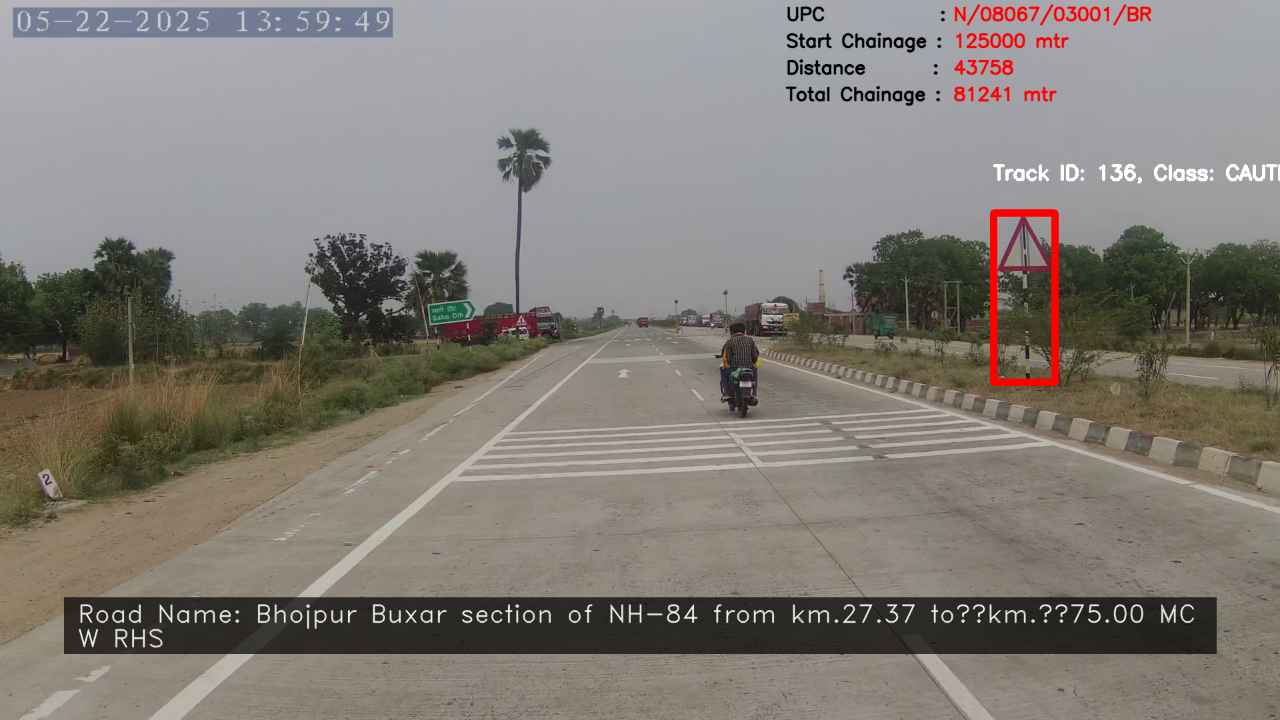 05-22-2025 13:59:49
UPC : N/08067/03001/BR
Start Chainage : 125000 mtr
Distance : 43758
Total Chainage : 81241 mtr
Track ID: 136, Class: CAUTI
2
Road Name: Bhojpur Buxar section of NH-84 from km.27.37 to??km.??75.00 MC
W RHS